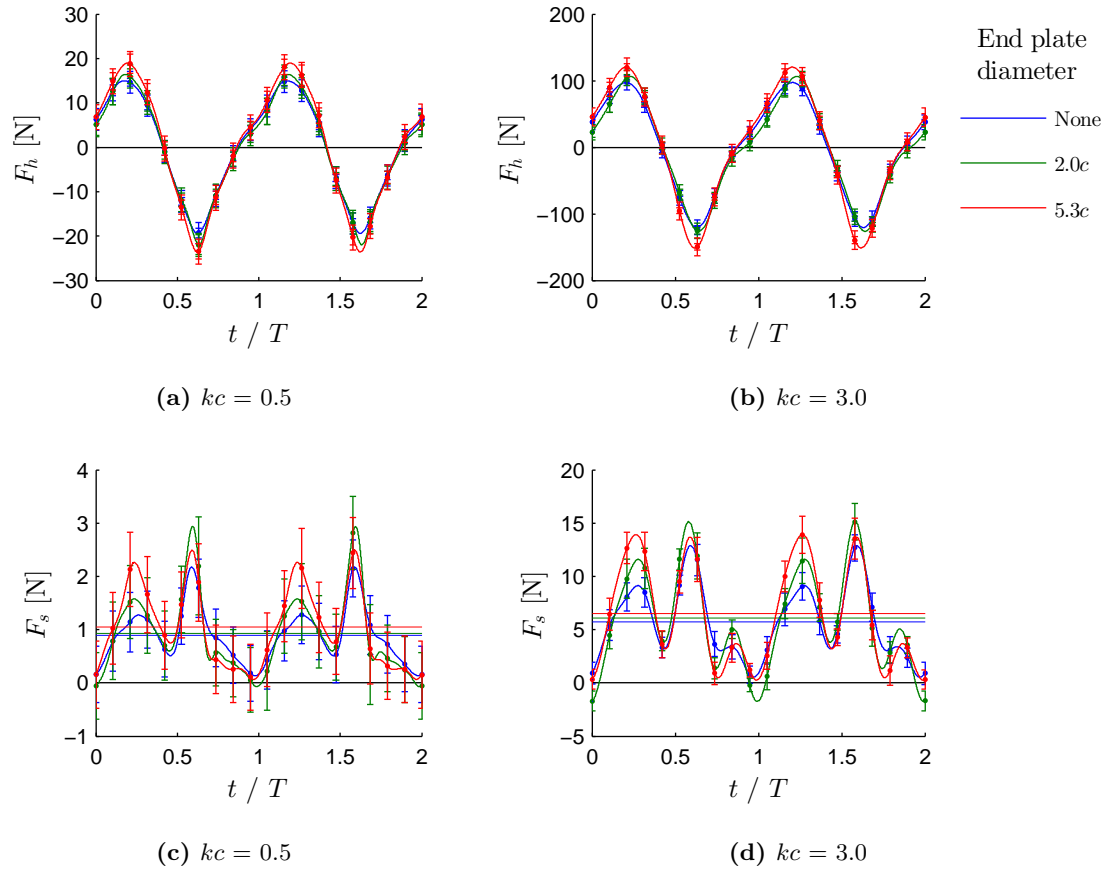 30
20
10
0
−10
−20
−30
F_h [N]
0
0.5
1
1.5
2
t / T
(a) kc = 0.5
200
100
0
−100
−200
F_h [N]
0
0.5
1
1.5
2
t / T
(b) kc = 3.0
End plate
diameter
None
2.0c
5.3c
4
3
2
1
0
−1
F_s [N]
0
0.5
1
1.5
2
t / T
(c) kc = 0.5
20
15
10
5
0
−5
F_s [N]
0
0.5
1
1.5
2
t / T
(d) kc = 3.0